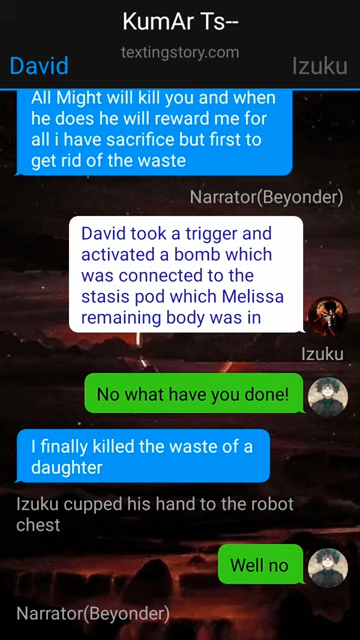 KumAr Ts--
textingstory.com
David
Izuku
All Might will kill you and when
he does he will reward me for
all i have sacrifice but first to
get rid of the waste
Narrator(Beyonder)
David took a trigger and
activated a bomb which
was connected to the
stasis pod which Melissa
remaining body was in
Izuku
No what have you done!
I finally killed the waste of a
daughter
Izuku cupped his hand to the robot
chest
Well no
Narrator(Beyonder)